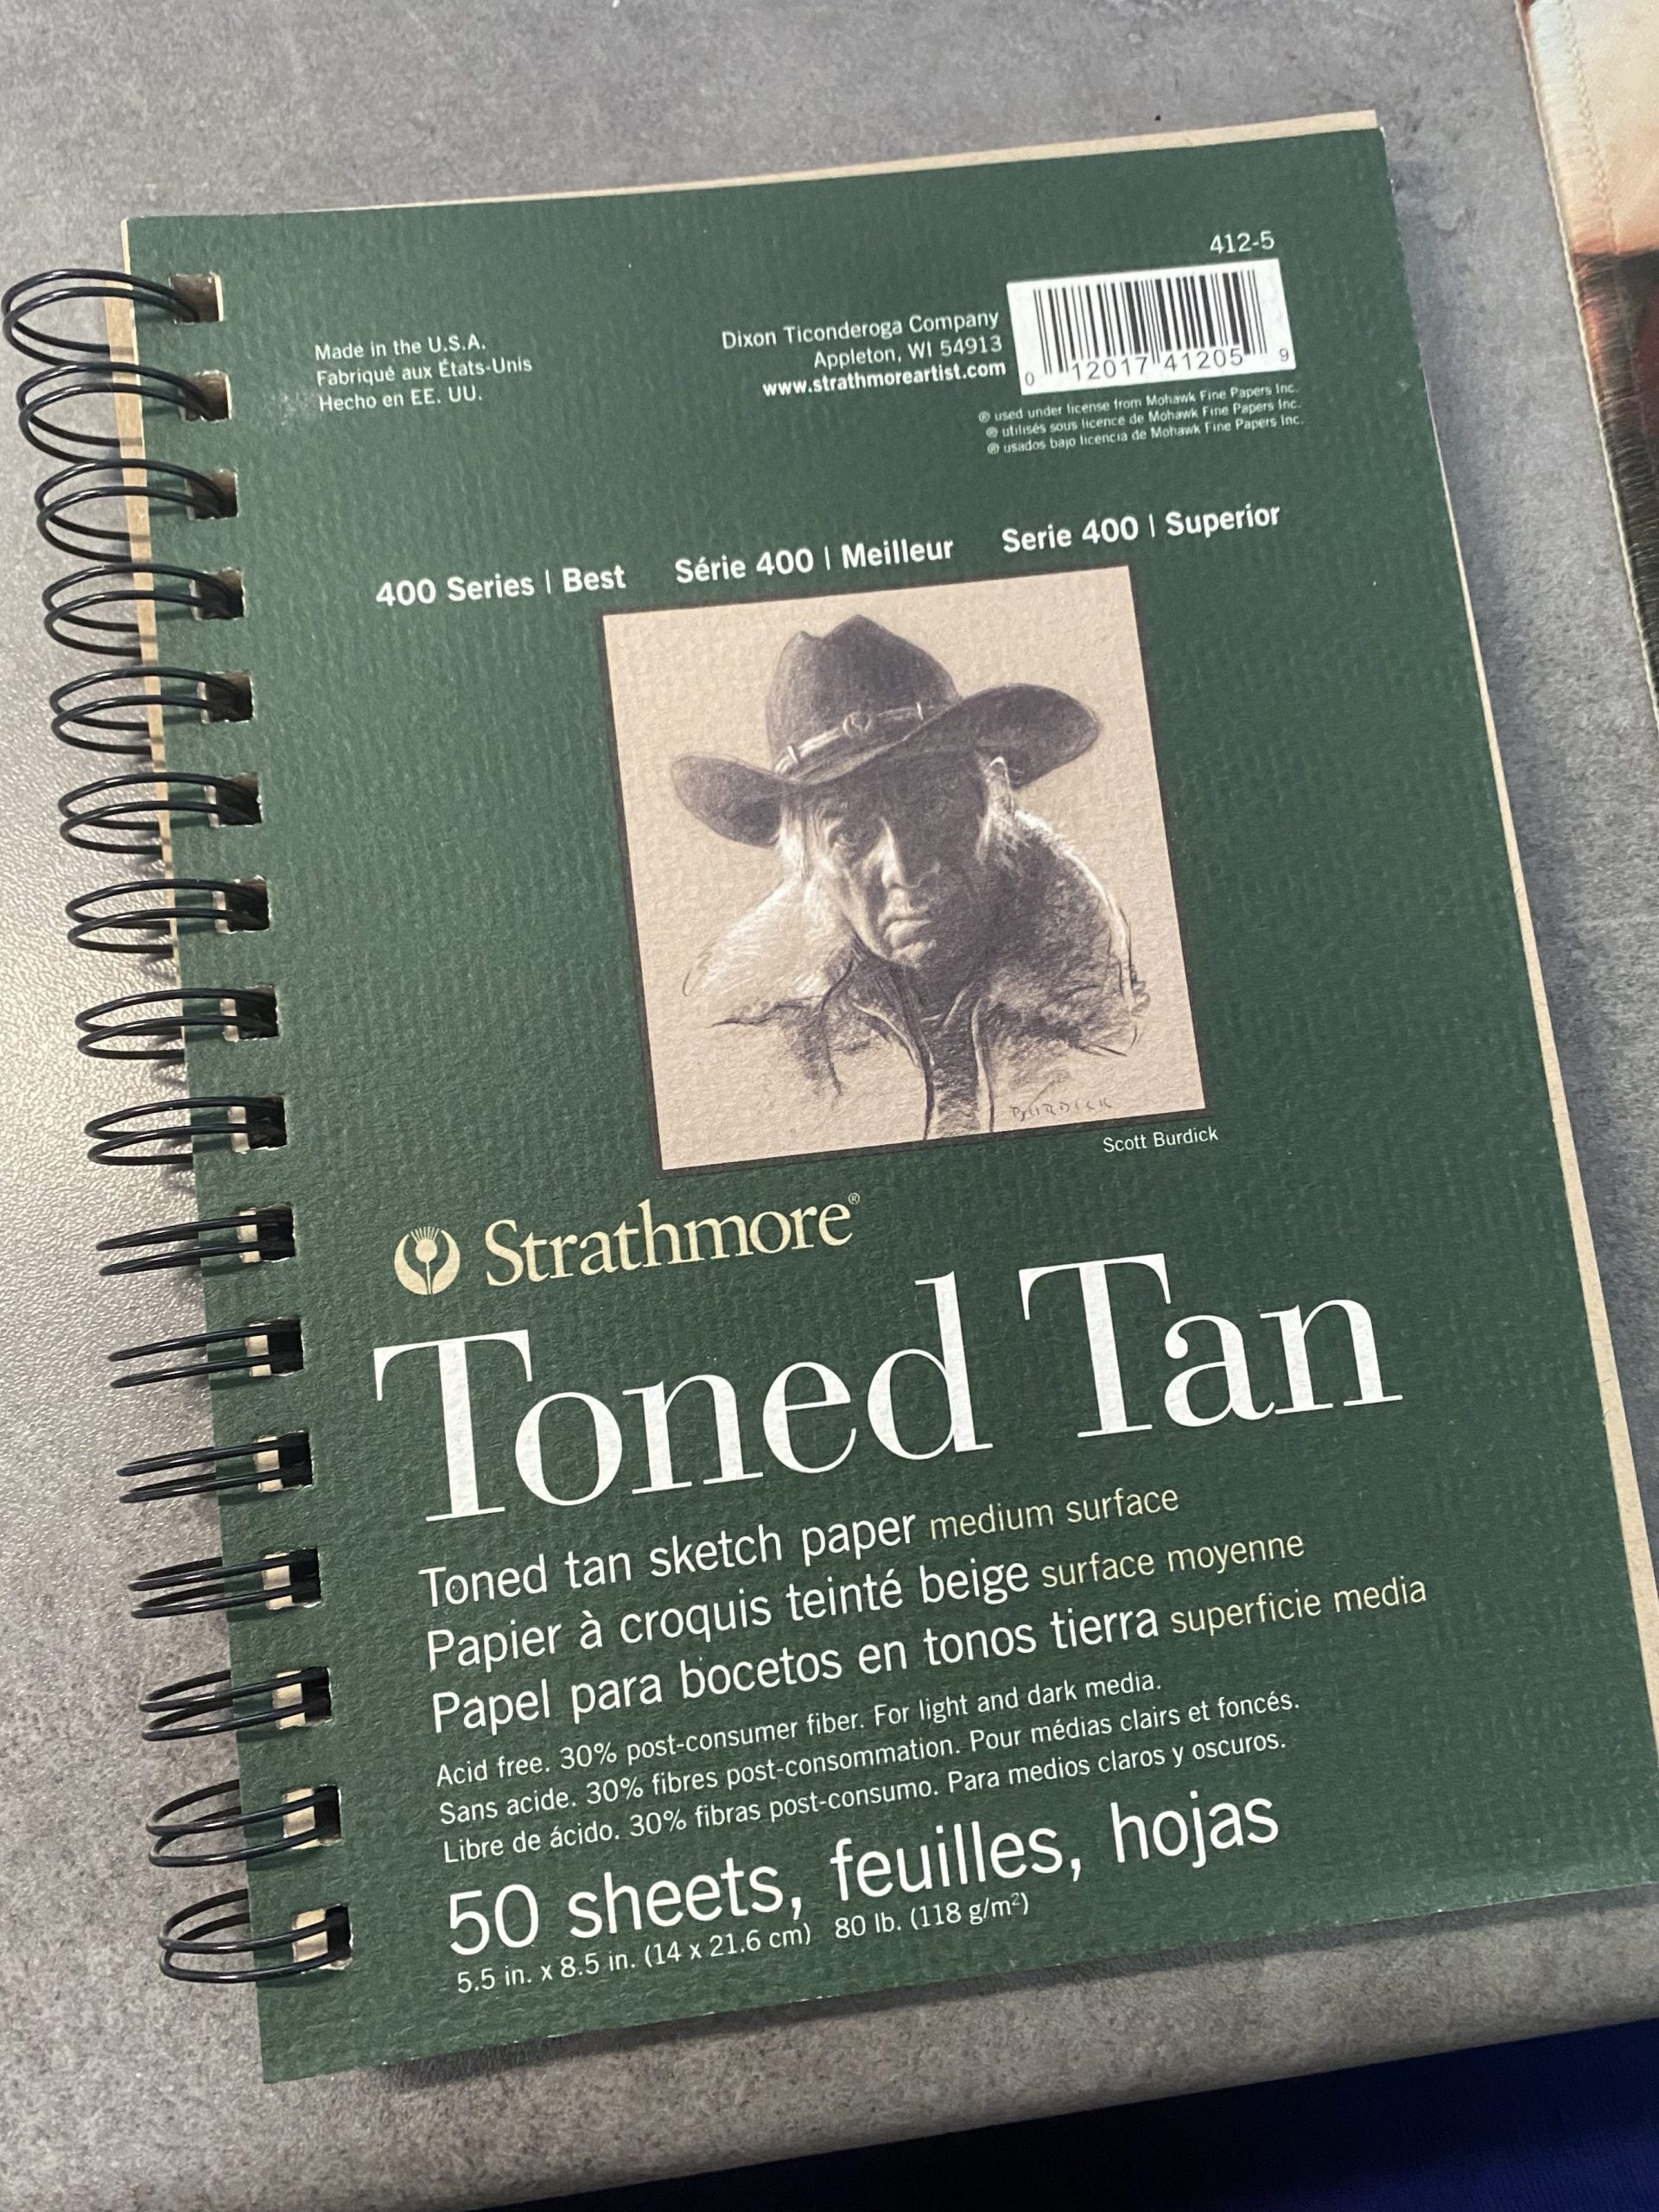 412-5
Made in the U.S.A.
Fabriqué aux États-Unis
Hecho en EE. UU.
Dixon Ticonderoga Company
Appleton, WI 54913
www.strathmoreartist.com
0 12017 41205 9
® used under license from Mohawk Fine Papers Inc.
® utilisés sous licence de Mohawk Fine Papers Inc.
® usados bajo licencia de Mohawk Fine Papers Inc.
400 Series | Best Série 400 | Meilleur Serie 400 | Superior
BURDICK
Scott Burdick
Strathmore®
Toned Tan
Toned tan sketch paper medium surface
Papier à croquis teinté beige surface moyenne
Papel para bocetos en tonos tierra superficie media
Acid free. 30% post-consumer fiber. For light and dark media.
Sans acide. 30% fibres post-consommation. Pour médias clairs et foncés.
Libre de ácido. 30% fibras post-consumo. Para medios claros y oscuros.
50 sheets, feuilles, hojas
5.5 in. x 8.5 in. (14 x 21.6 cm) 80 lb. (118 g/m²)